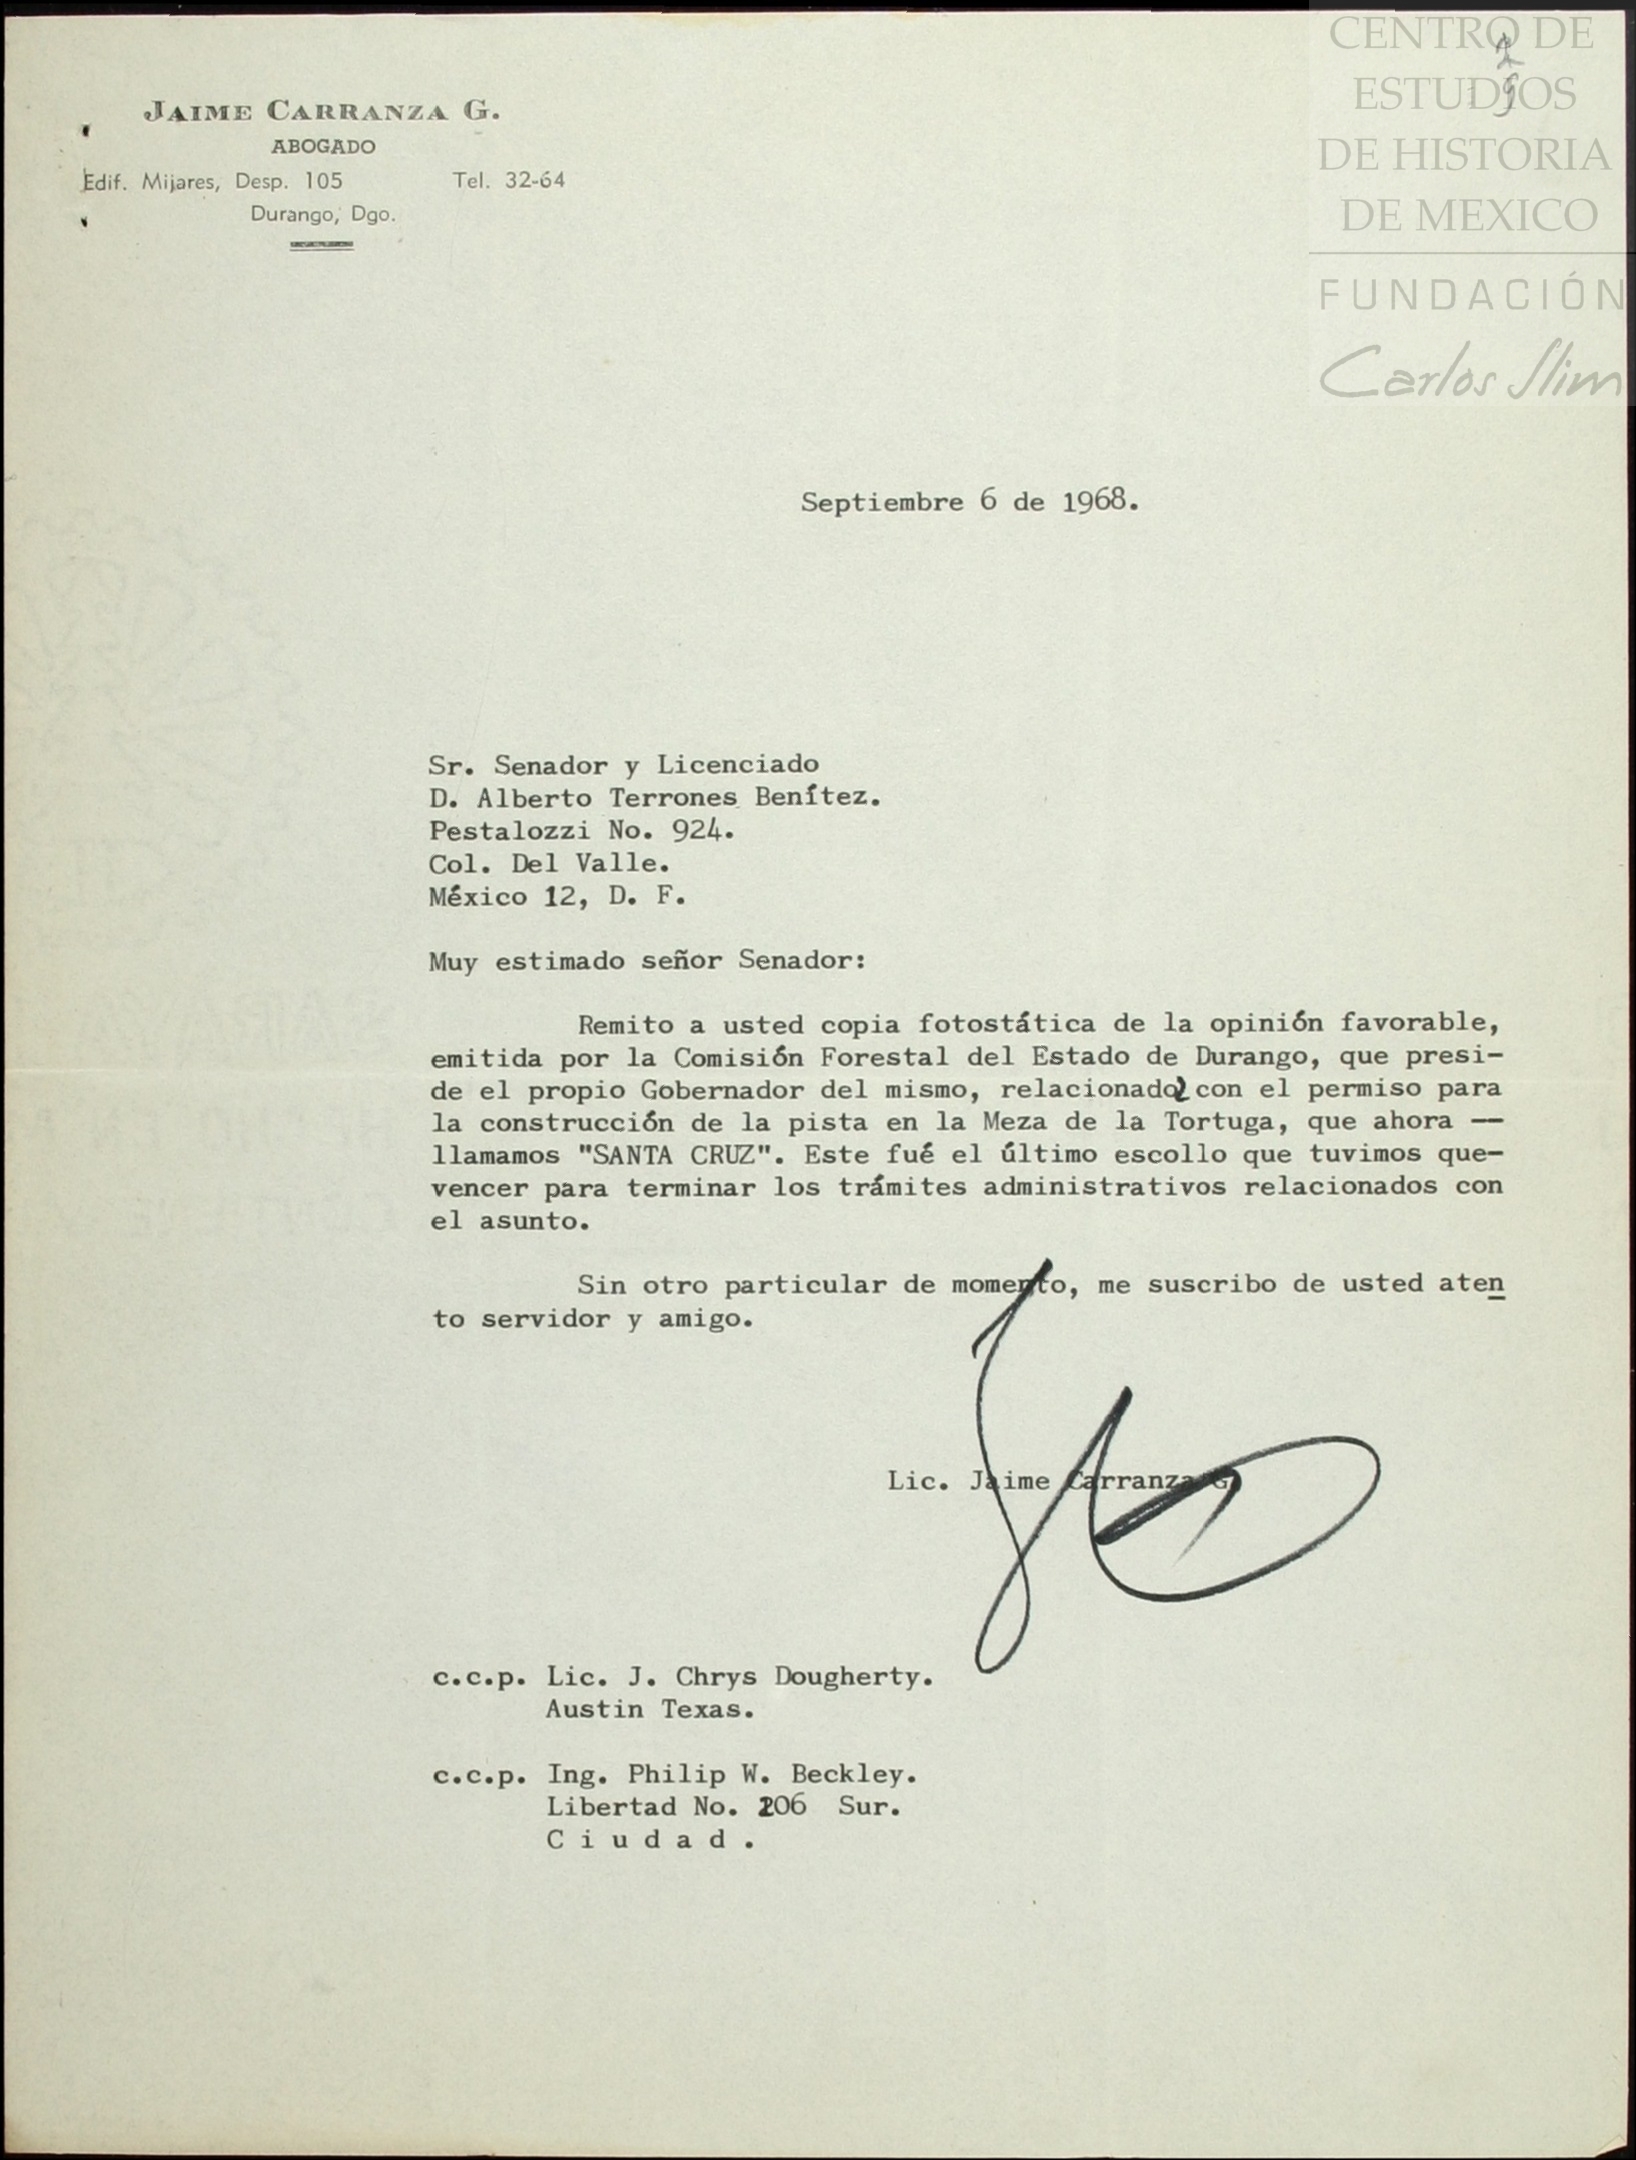 CENTRO DE
ESTUDIOS
DE HISTORIA
DE MEXICO
FUNDACIÓN
Carlos Slim
JAIME CARRANZA G.
ABOGADO
Edif. Mijares, Desp. 105 Tel. 32-64
Durango, Dgo.
Septiembre 6 de 1968.
Sr. Senador y Licenciado
D. Alberto Terrones Benítez.
Pestalozzi No. 924.
Col. Del Valle.
México 12, D. F.
Muy estimado señor Senador:
Remito a usted copia fotostática de la opinión favorable,
emitida por la Comisión Forestal del Estado de Durango, que presi-
de el propio Gobernador del mismo, relacionado con el permiso para
la construcción de la pista en la Meza de la Tortuga, que ahora --
llamamos "SANTA CRUZ". Este fué el último escollo que tuvimos que-
vencer para terminar los trámites administrativos relacionados con
el asunto.
Sin otro particular de momento, me suscribo de usted aten
to servidor y amigo.
Lic. Jaime Carranza G.
c.c.p. Lic. J. Chrys Dougherty.
Austin Texas.
c.c.p. Ing. Philip W. Beckley.
Libertad No. 206 Sur.
C i u d a d .